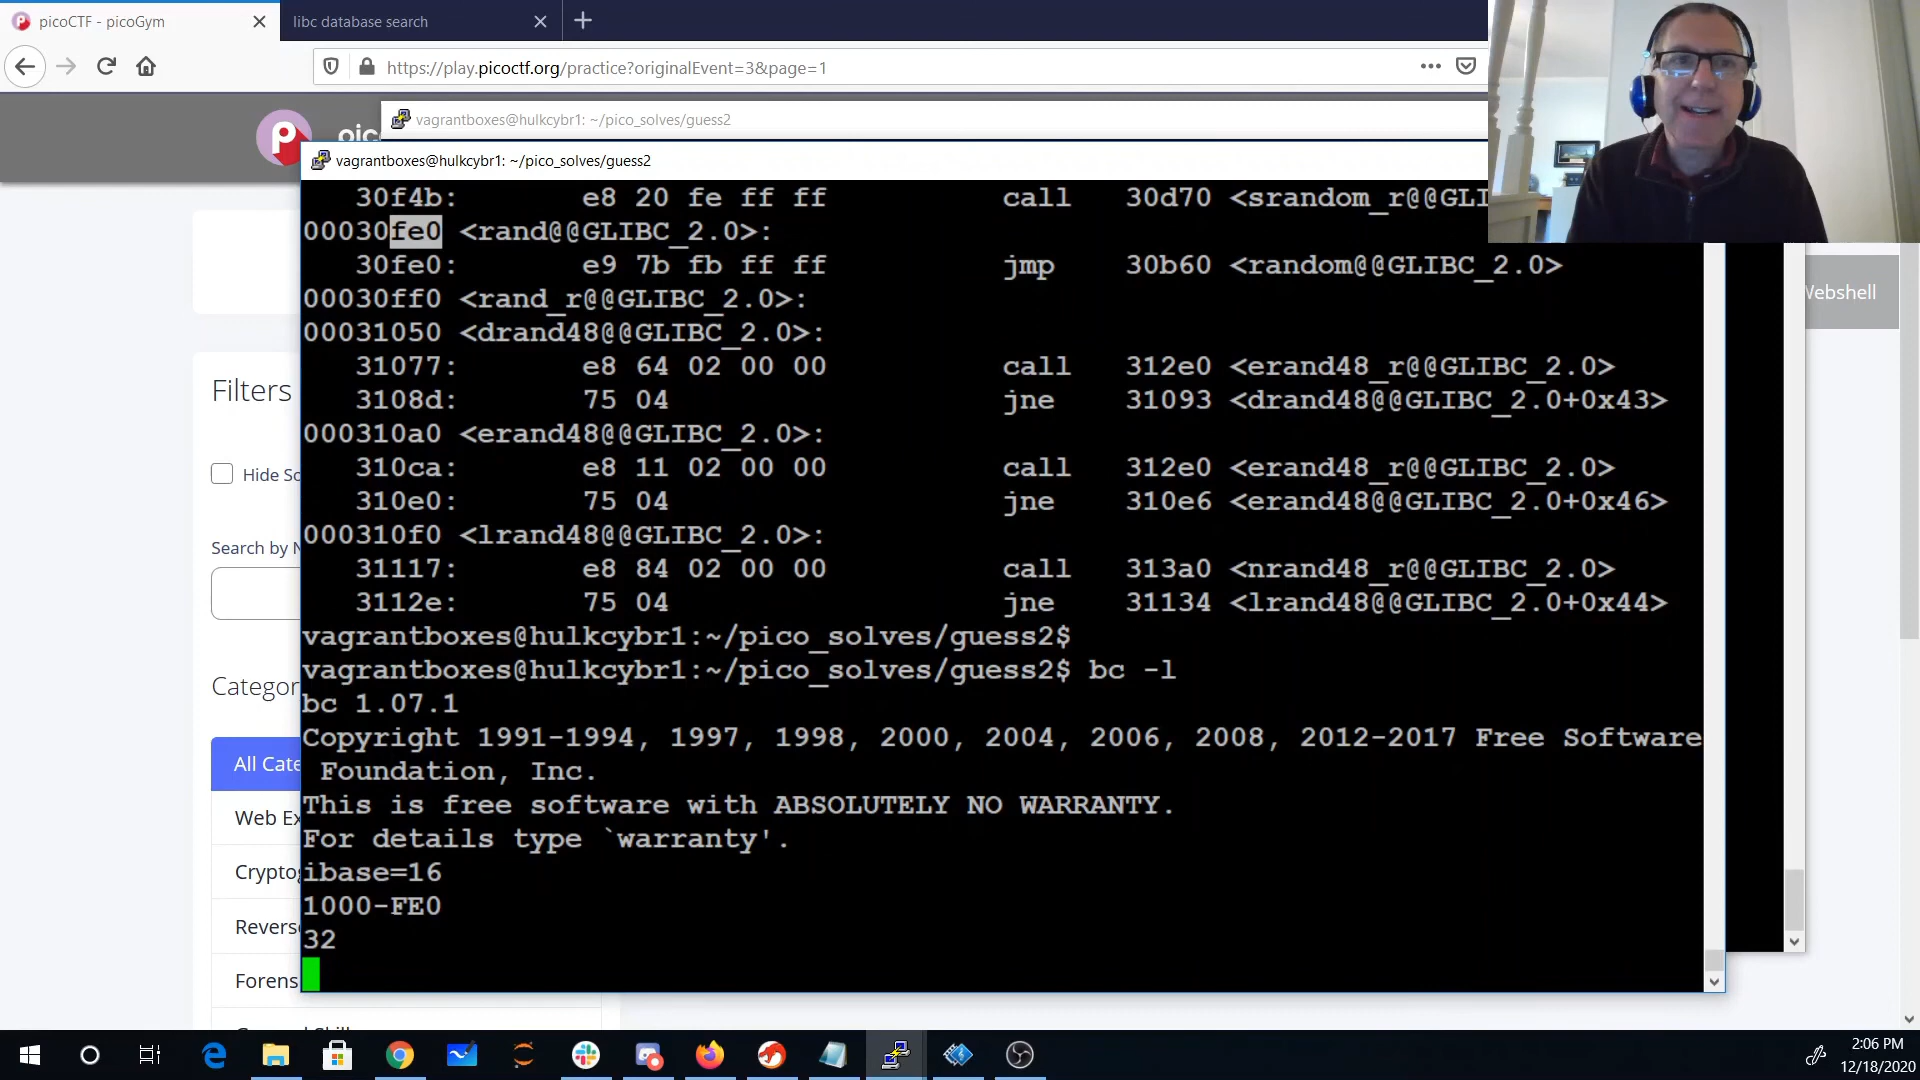 picoCTF - picoGym
libc database search
https://play.picoctf.org/practice?originalEvent=3&page=1
pic
vagrantboxes@hulkcybr1: ~/pico_solves/guess2
vagrantboxes@hulkcybr1: ~/pico_solves/guess2
30f4b: e8 20 fe ff ff call 30d70 <srandom_r@@GLI
00030fe0 <rand@@GLIBC_2.0>:
30fe0: e9 7b fb ff ff jmp 30b60 <random@@GLIBC_2.0>
00030ff0 <rand_r@@GLIBC_2.0>:
00031050 <drand48@@GLIBC_2.0>:
31077: e8 64 02 00 00 call 312e0 <erand48_r@@GLIBC_2.0>
3108d: 75 04 jne 31093 <drand48@@GLIBC_2.0+0x43>
000310a0 <erand48@@GLIBC_2.0>:
310ca: e8 11 02 00 00 call 312e0 <erand48_r@@GLIBC_2.0>
310e0: 75 04 jne 310e6 <erand48@@GLIBC_2.0+0x46>
000310f0 <lrand48@@GLIBC_2.0>:
31117: e8 84 02 00 00 call 313a0 <nrand48_r@@GLIBC_2.0>
3112e: 75 04 jne 31134 <lrand48@@GLIBC_2.0+0x44>
vagrantboxes@hulkcybr1:~/pico_solves/guess2$
vagrantboxes@hulkcybr1:~/pico_solves/guess2$ bc -l
bc 1.07.1
Copyright 1991-1994, 1997, 1998, 2000, 2004, 2006, 2008, 2012-2017 Free Software
Foundation, Inc.
This is free software with ABSOLUTELY NO WARRANTY.
For details type `warranty'.
ibase=16
1000-FE0
32
Webshell
Filters
Hide So
Search by N
Categor
All Cate
Web Ex
Crypto
Revers
Forens
2:06 PM
12/18/2020